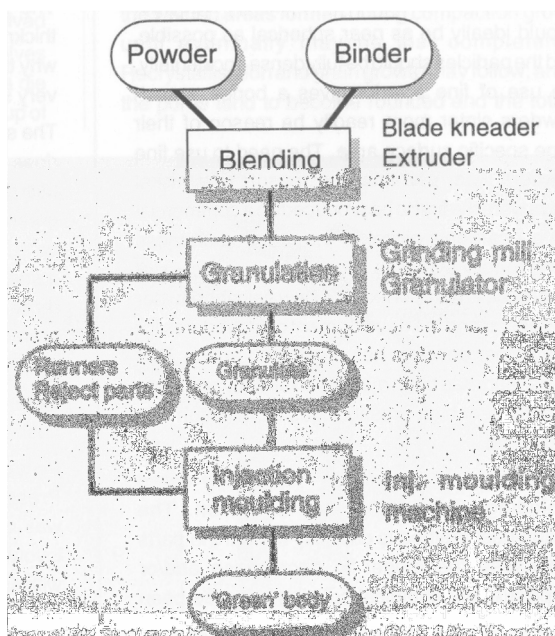 Powder
Binder
Blending
Blade kneader
Extruder
Granulation
Grinding mill
Granulator
Runners
Reject parts
Granules
Injection
moulding
Inj. moulding
machine
'Green' body